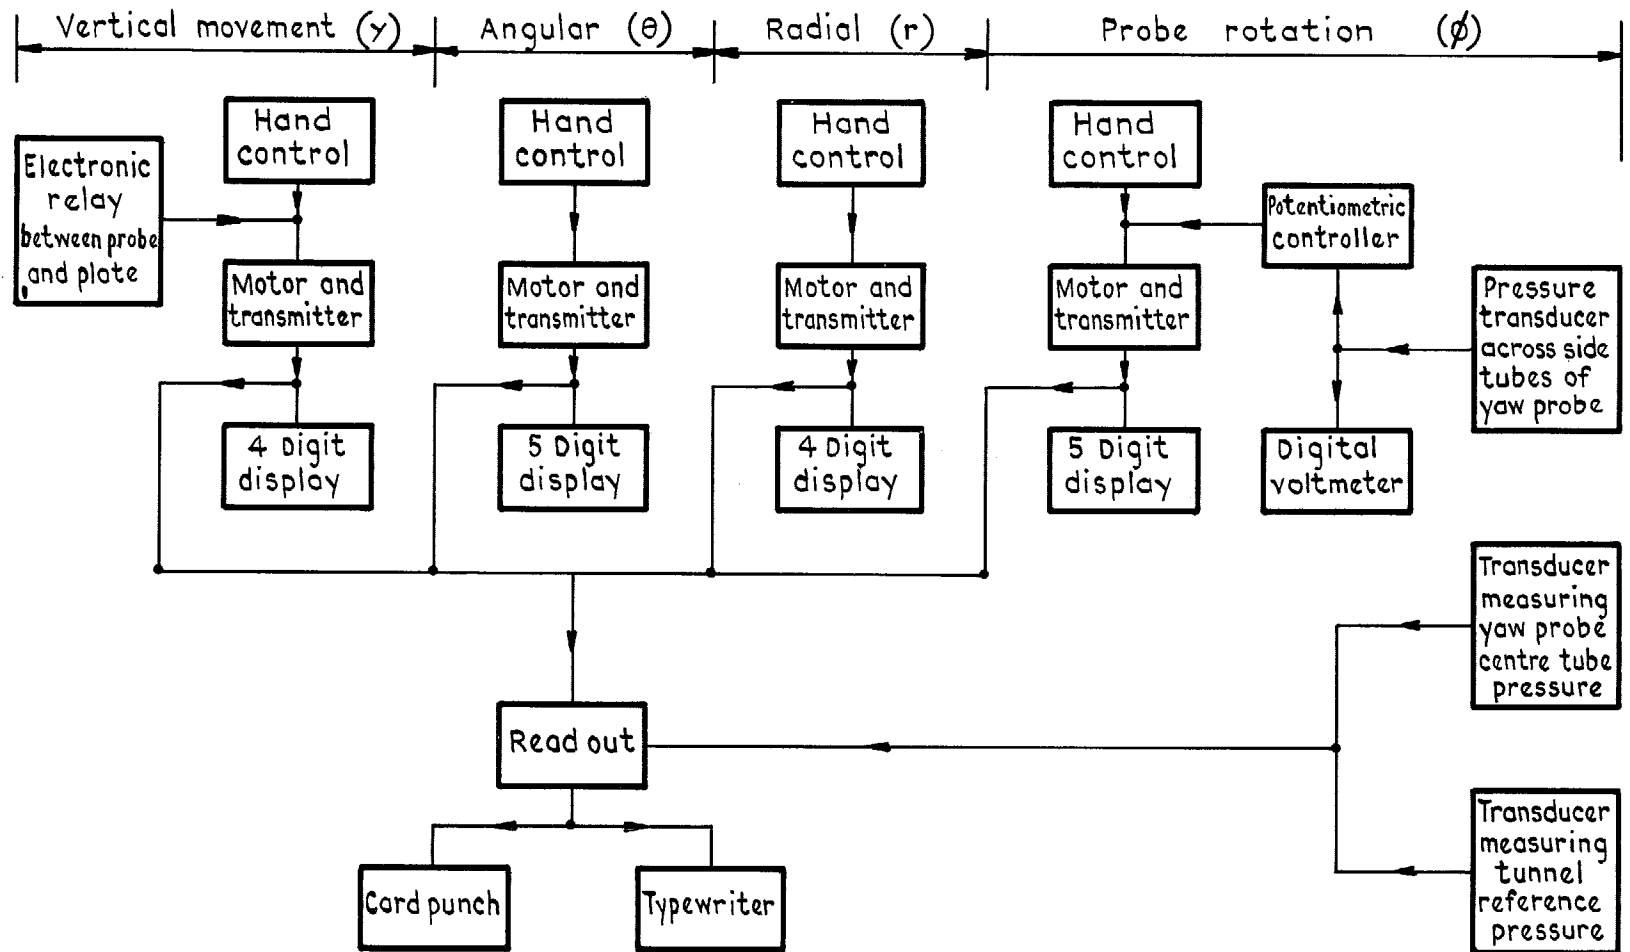 Vertical movement (y)
Angular (θ)
Radial (r)
Probe rotation (ø)
Electronic
relay
between probe
and plate
Hand
control
Motor and
transmitter
4 Digit
display
Hand
control
Motor and
transmitter
5 Digit
display
Hand
control
Motor and
transmitter
4 Digit
display
Hand
control
Motor and
transmitter
5 Digit
display
Potentiometric
controller
Digital
voltmeter
Pressure
transducer
across side
tubes of
yaw probe
Transducer
measuring
yaw probe
centre tube
pressure
Transducer
measuring
tunnel
reference
pressure
Read out
Card punch
Typewriter